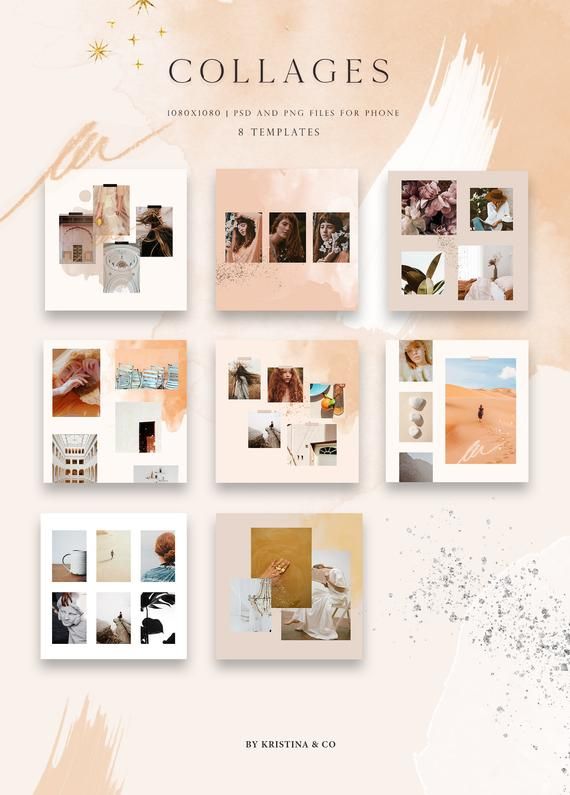 COLLAGES
1080X1080 | PSD AND PNG FILES FOR PHONE
8 TEMPLATES
BY KRISTINA & CO